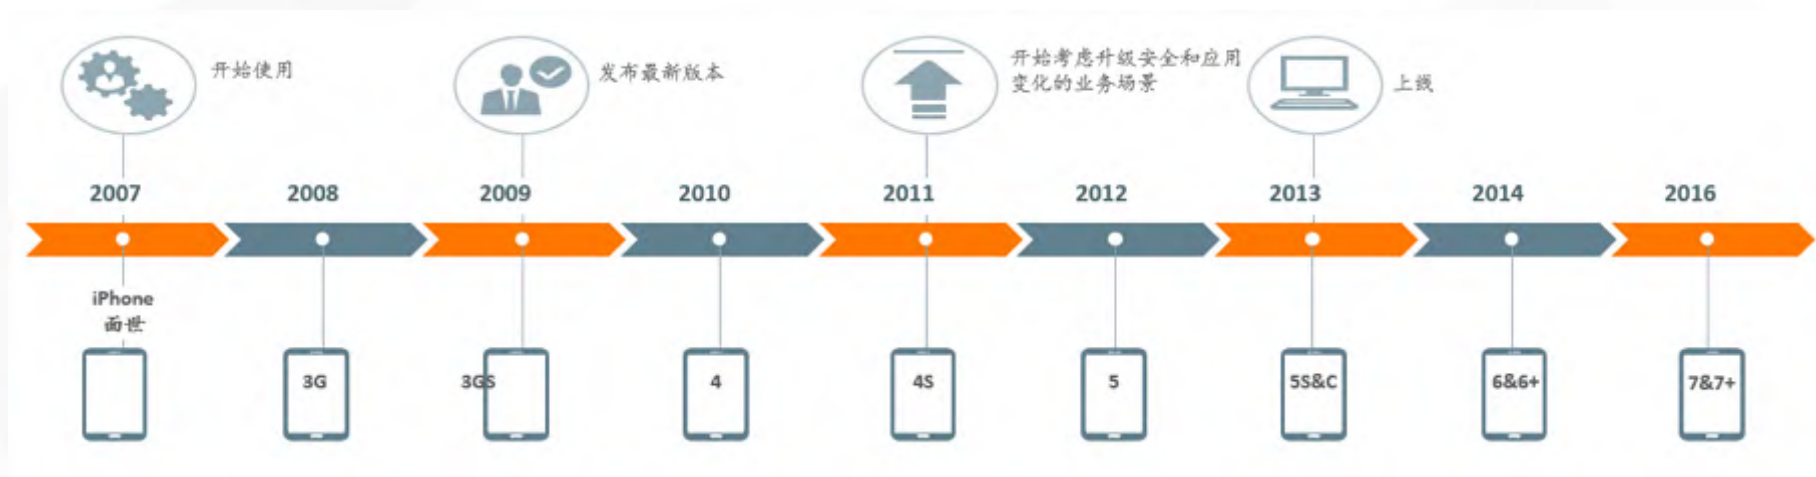 开始使用
发布最新版本
开始考虑升级安全和应用
变化的业务场景
上线
2007
2008
2009
2010
2011
2012
2013
2014
2016
iPhone
面世
3G
3GS
4
4S
5
5S&C
6&6+
7&7+